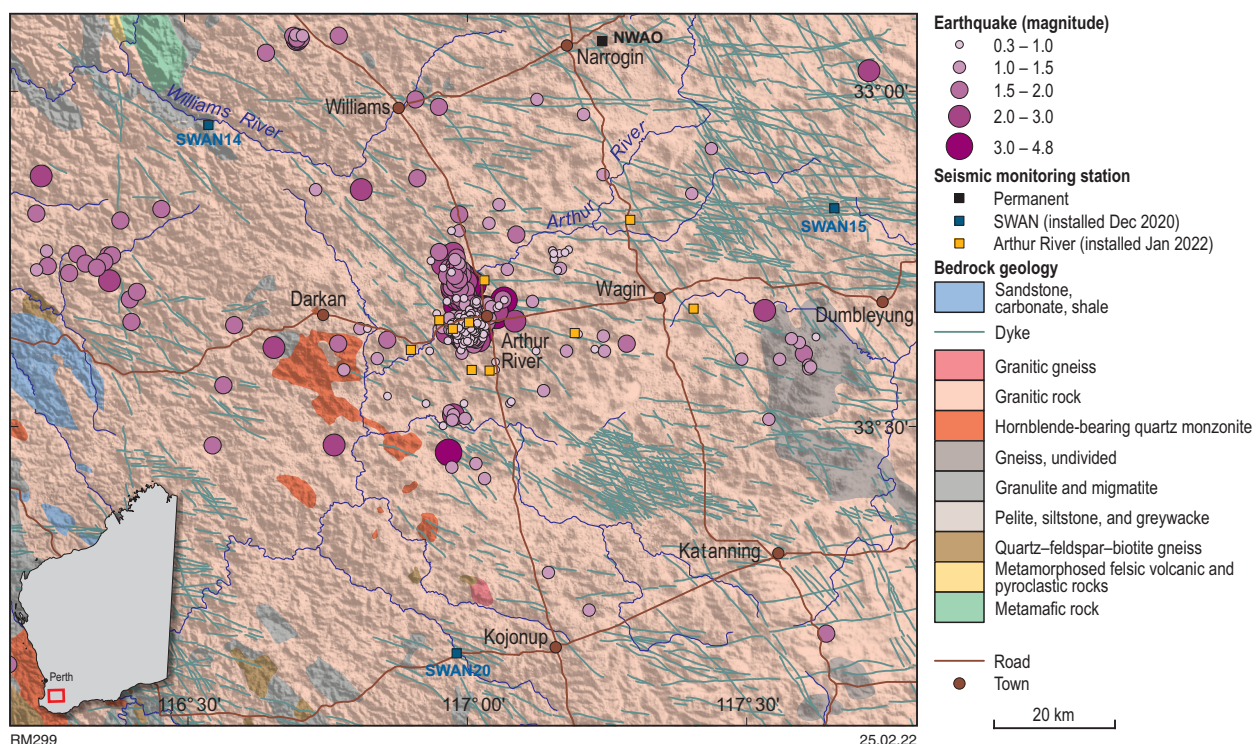 NWAO
Narrogin
33°00'
Williams
Williams River
SWAN14
River
Arthur
SWAN15
Wagin
Darkan
Dumbleyung
Arthur
River
33°30'
Katanning
Kojonup
SWAN20
Perth
116°30'
117°00'
117°30'
RM299
25.02.22
Earthquake (magnitude)
0.3 – 1.0
1.0 – 1.5
1.5 – 2.0
2.0 – 3.0
3.0 – 4.8
Seismic monitoring station
Permanent
SWAN (installed Dec 2020)
Arthur River (installed Jan 2022)
Bedrock geology
Sandstone,
carbonate, shale
Dyke
Granitic gneiss
Granitic rock
Hornblende-bearing quartz monzonite
Gneiss, undivided
Granulite and migmatite
Pelite, siltstone, and greywacke
Quartz–feldspar–biotite gneiss
Metamorphosed felsic volcanic and
pyroclastic rocks
Metamafic rock
Road
Town
20 km